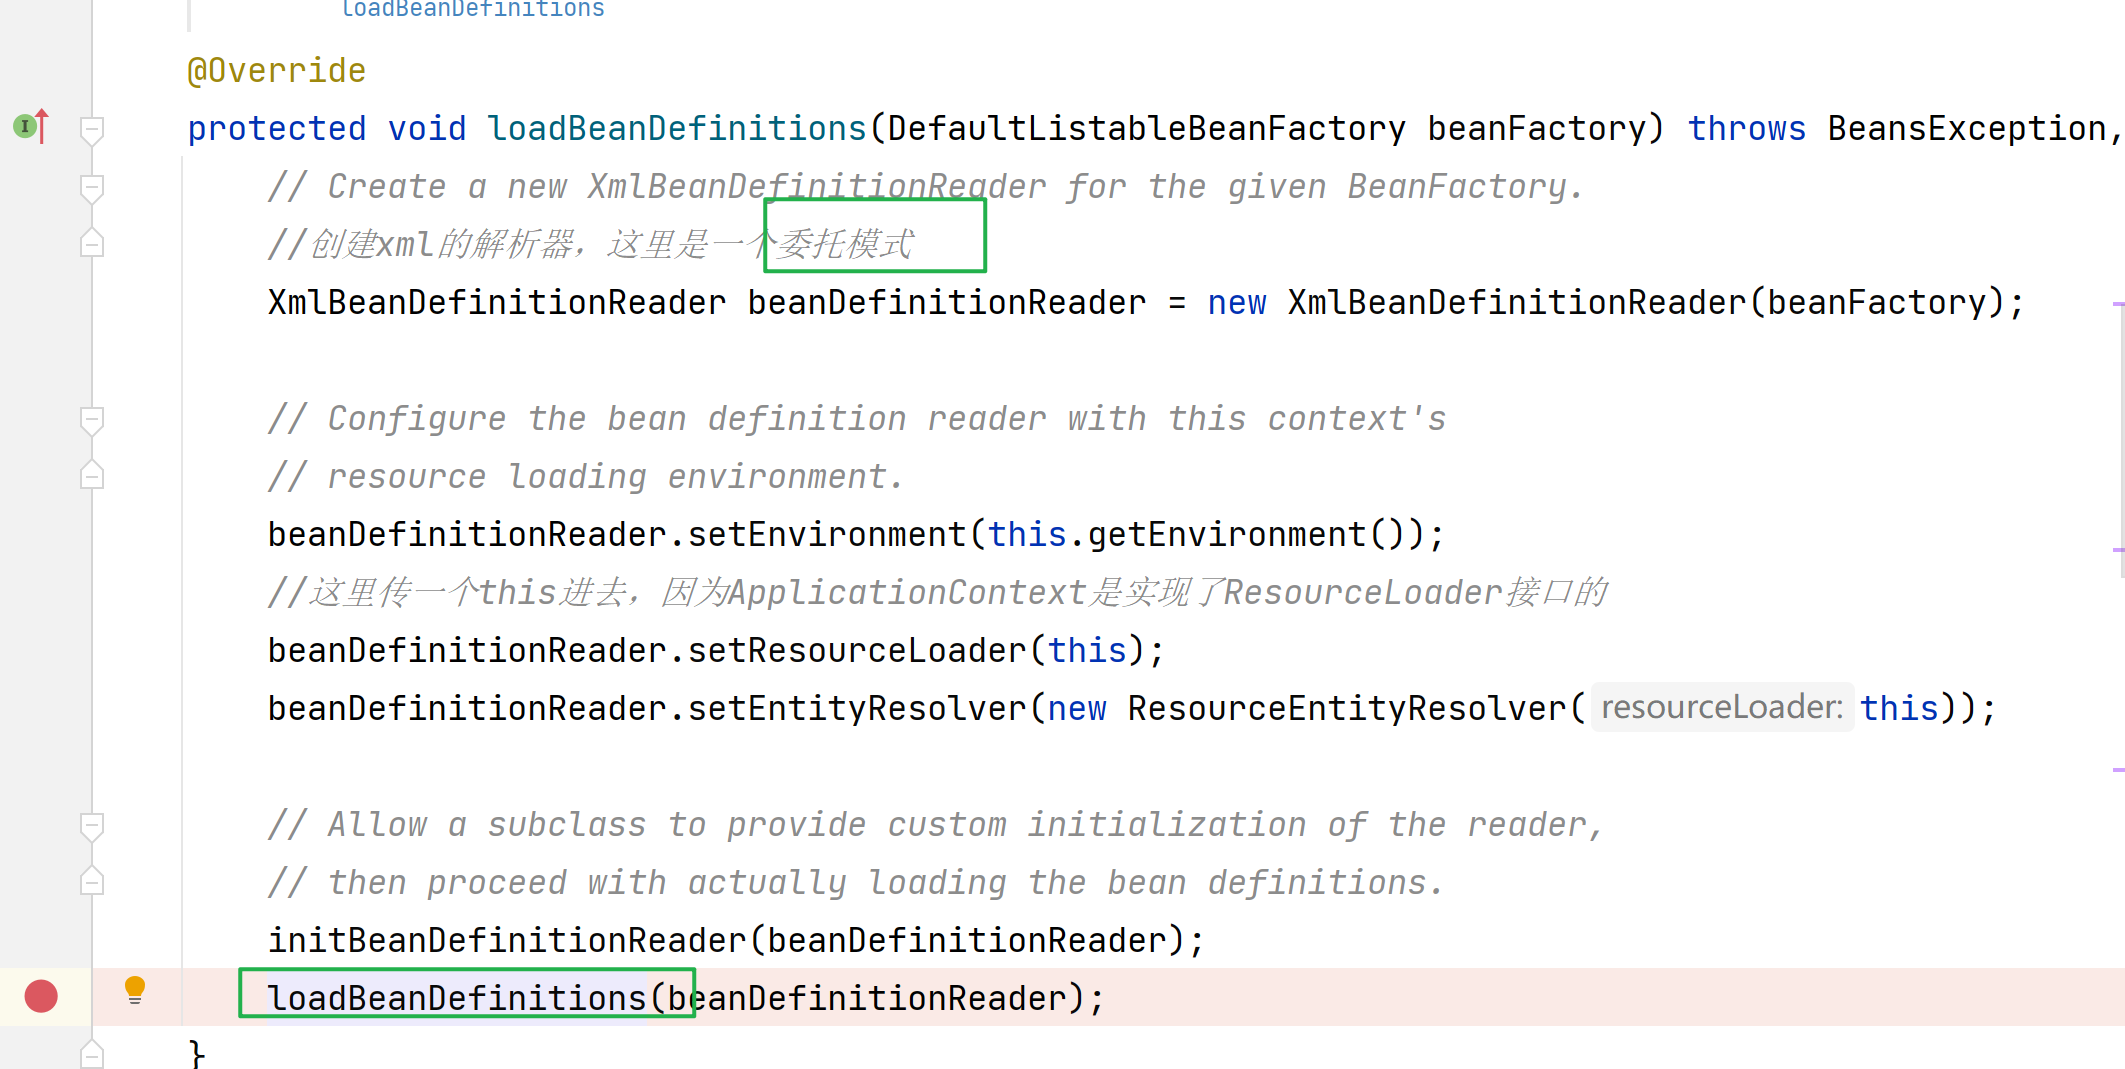 loadBeanDefinitions
@Override
protected void loadBeanDefinitions(DefaultListableBeanFactory beanFactory) throws BeansException,
// Create a new XmlBeanDefinitionReader for the given BeanFactory.
//创建xml的解析器，这里是一个委托模式
XmlBeanDefinitionReader beanDefinitionReader = new XmlBeanDefinitionReader(beanFactory);
// Configure the bean definition reader with this context's
// resource loading environment.
beanDefinitionReader.setEnvironment(this.getEnvironment());
//这里传一个this进去，因为ApplicationContext是实现了ResourceLoader接口的
beanDefinitionReader.setResourceLoader(this);
beanDefinitionReader.setEntityResolver(new ResourceEntityResolver( resourceLoader: this));
// Allow a subclass to provide custom initialization of the reader,
// then proceed with actually loading the bean definitions.
initBeanDefinitionReader(beanDefinitionReader);
loadBeanDefinitions(beanDefinitionReader);
}